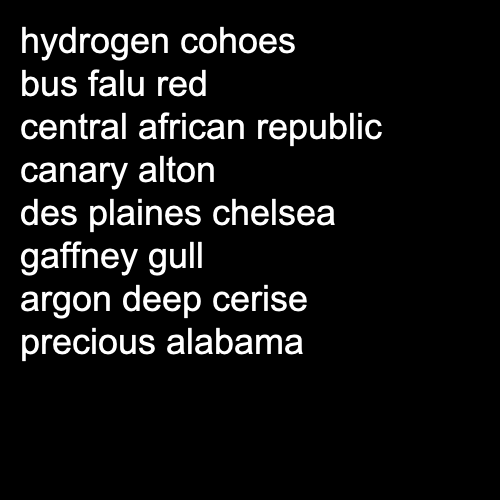 hydrogen cohoes
bus falu red
central african republic
canary alton
des plaines chelsea
gaffney gull
argon deep cerise
precious alabama